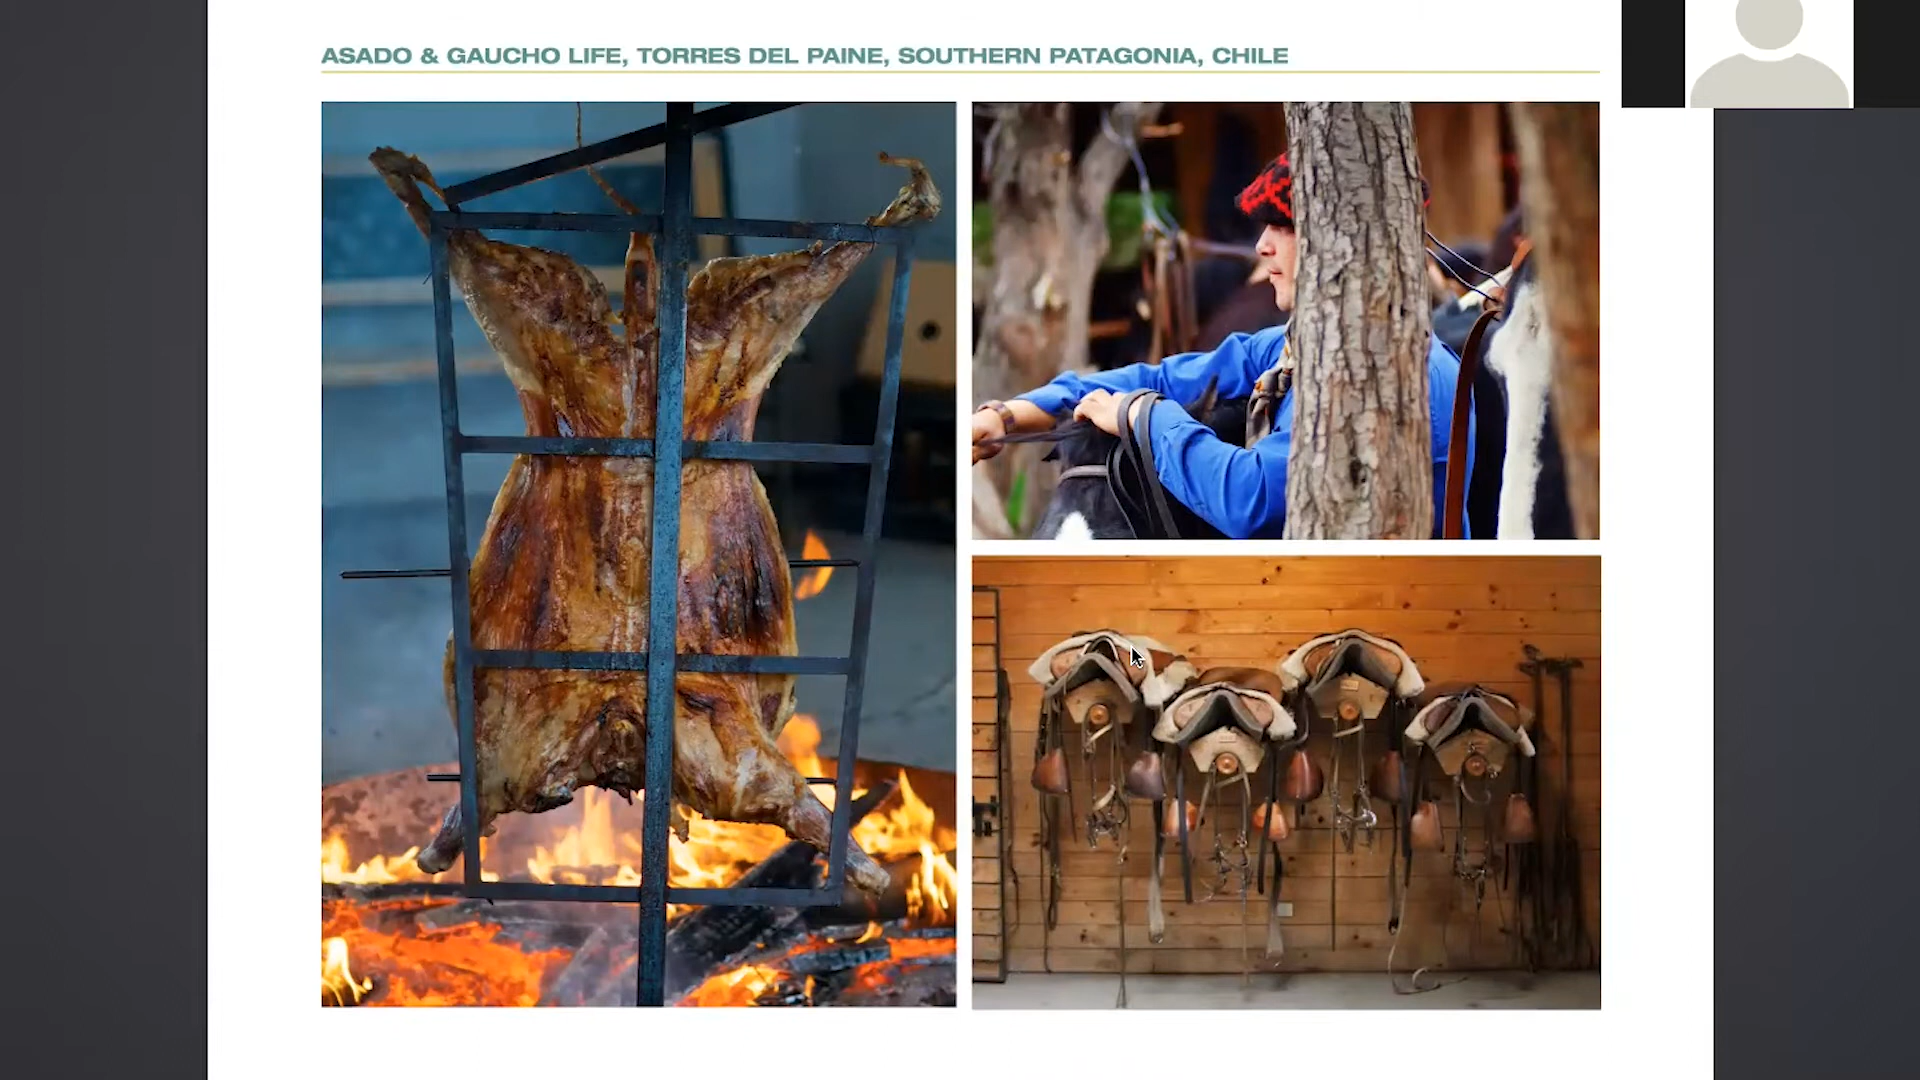 ASADO & GAUCHO LIFE, TORRES DEL PAINE, SOUTHERN PATAGONIA, CHILE